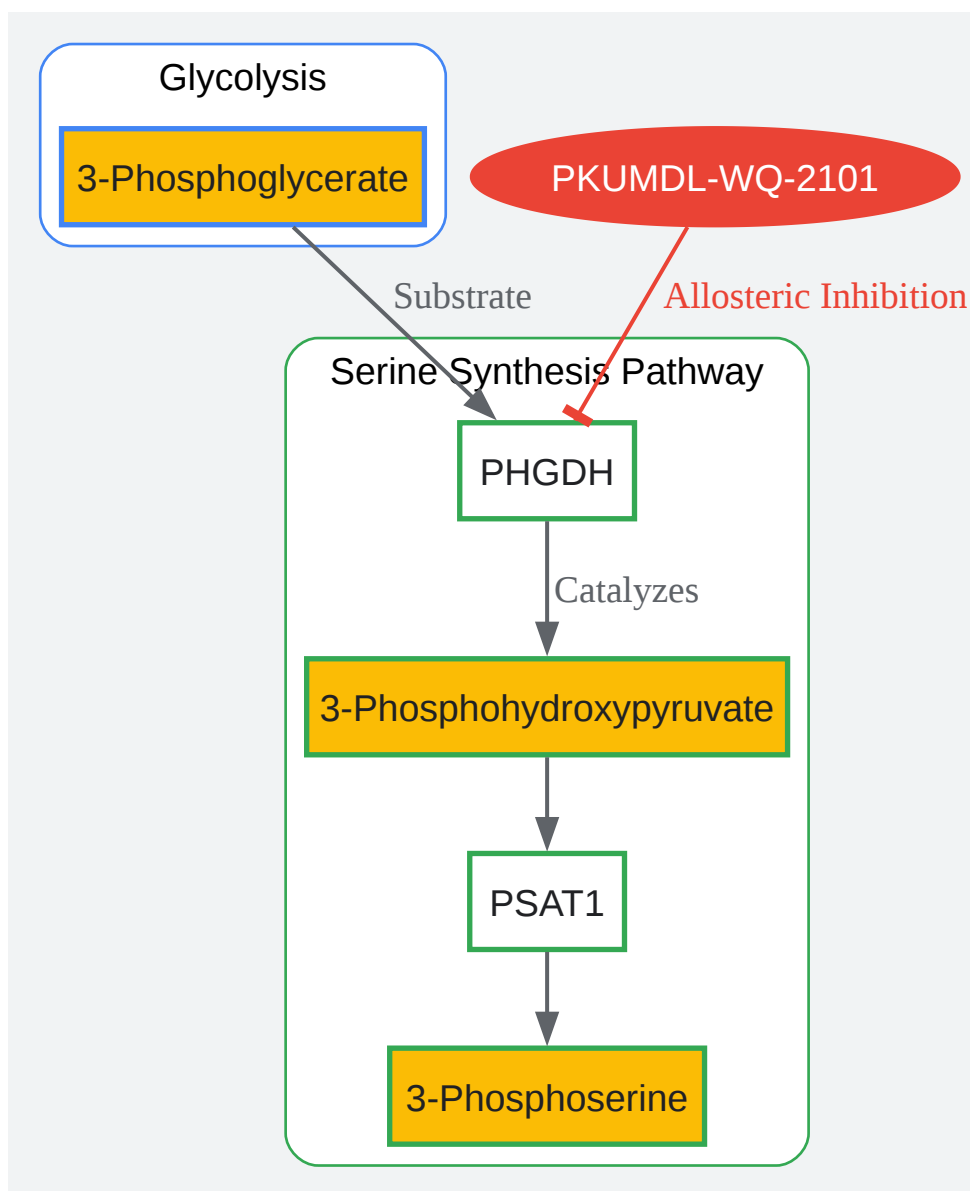 Glycolysis
3-Phosphoglycerate
PKUMDL-WQ-2101
Substrate
Allosteric Inhibition
Serine Synthesis Pathway
PHGDH
Catalyzes
3-Phosphohydroxypyruvate
PSAT1
3-Phosphoserine